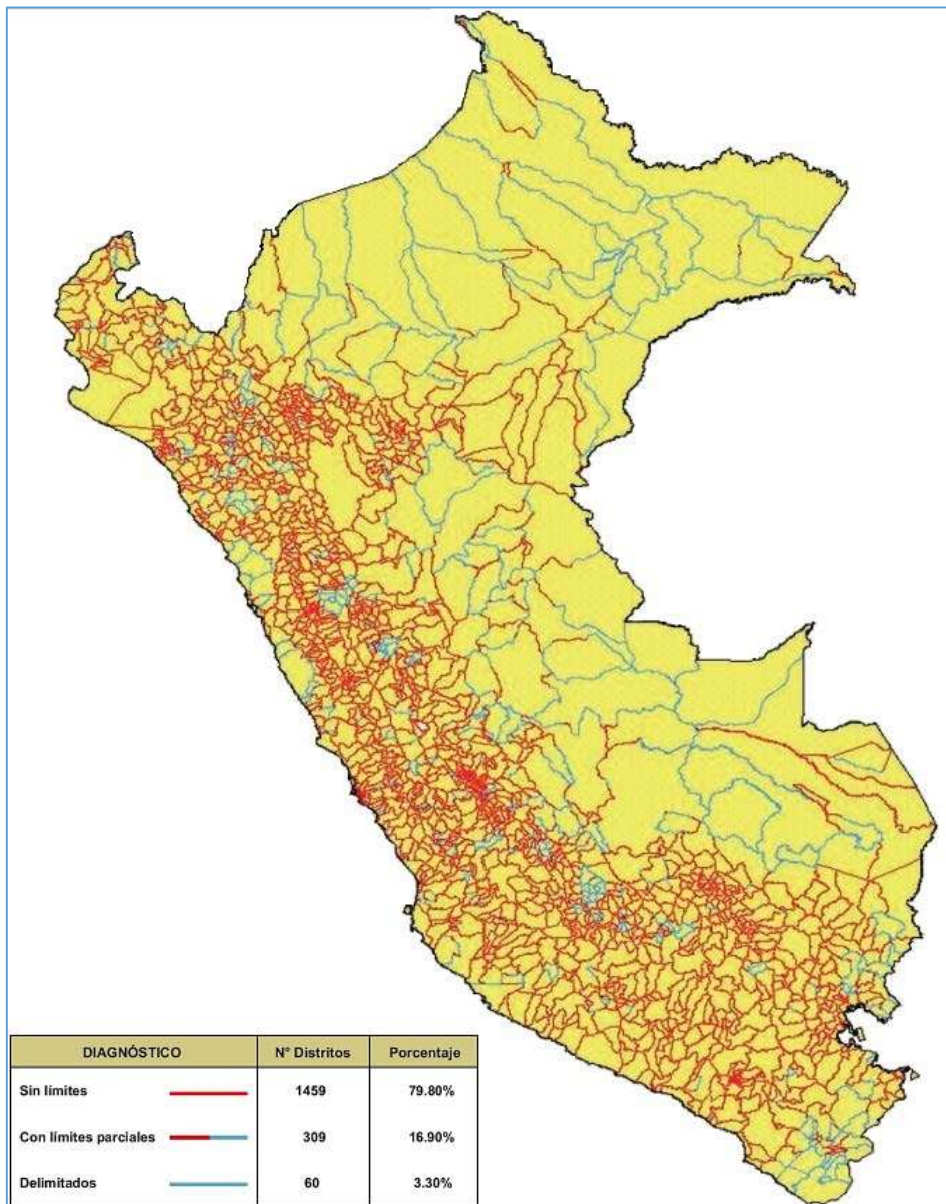 DIAGNÓSTICO N° Distritos Porcentaje
Sin límites 1459 79.80%
Con límites parciales 309 16.90%
Delimitados 60 3.30%